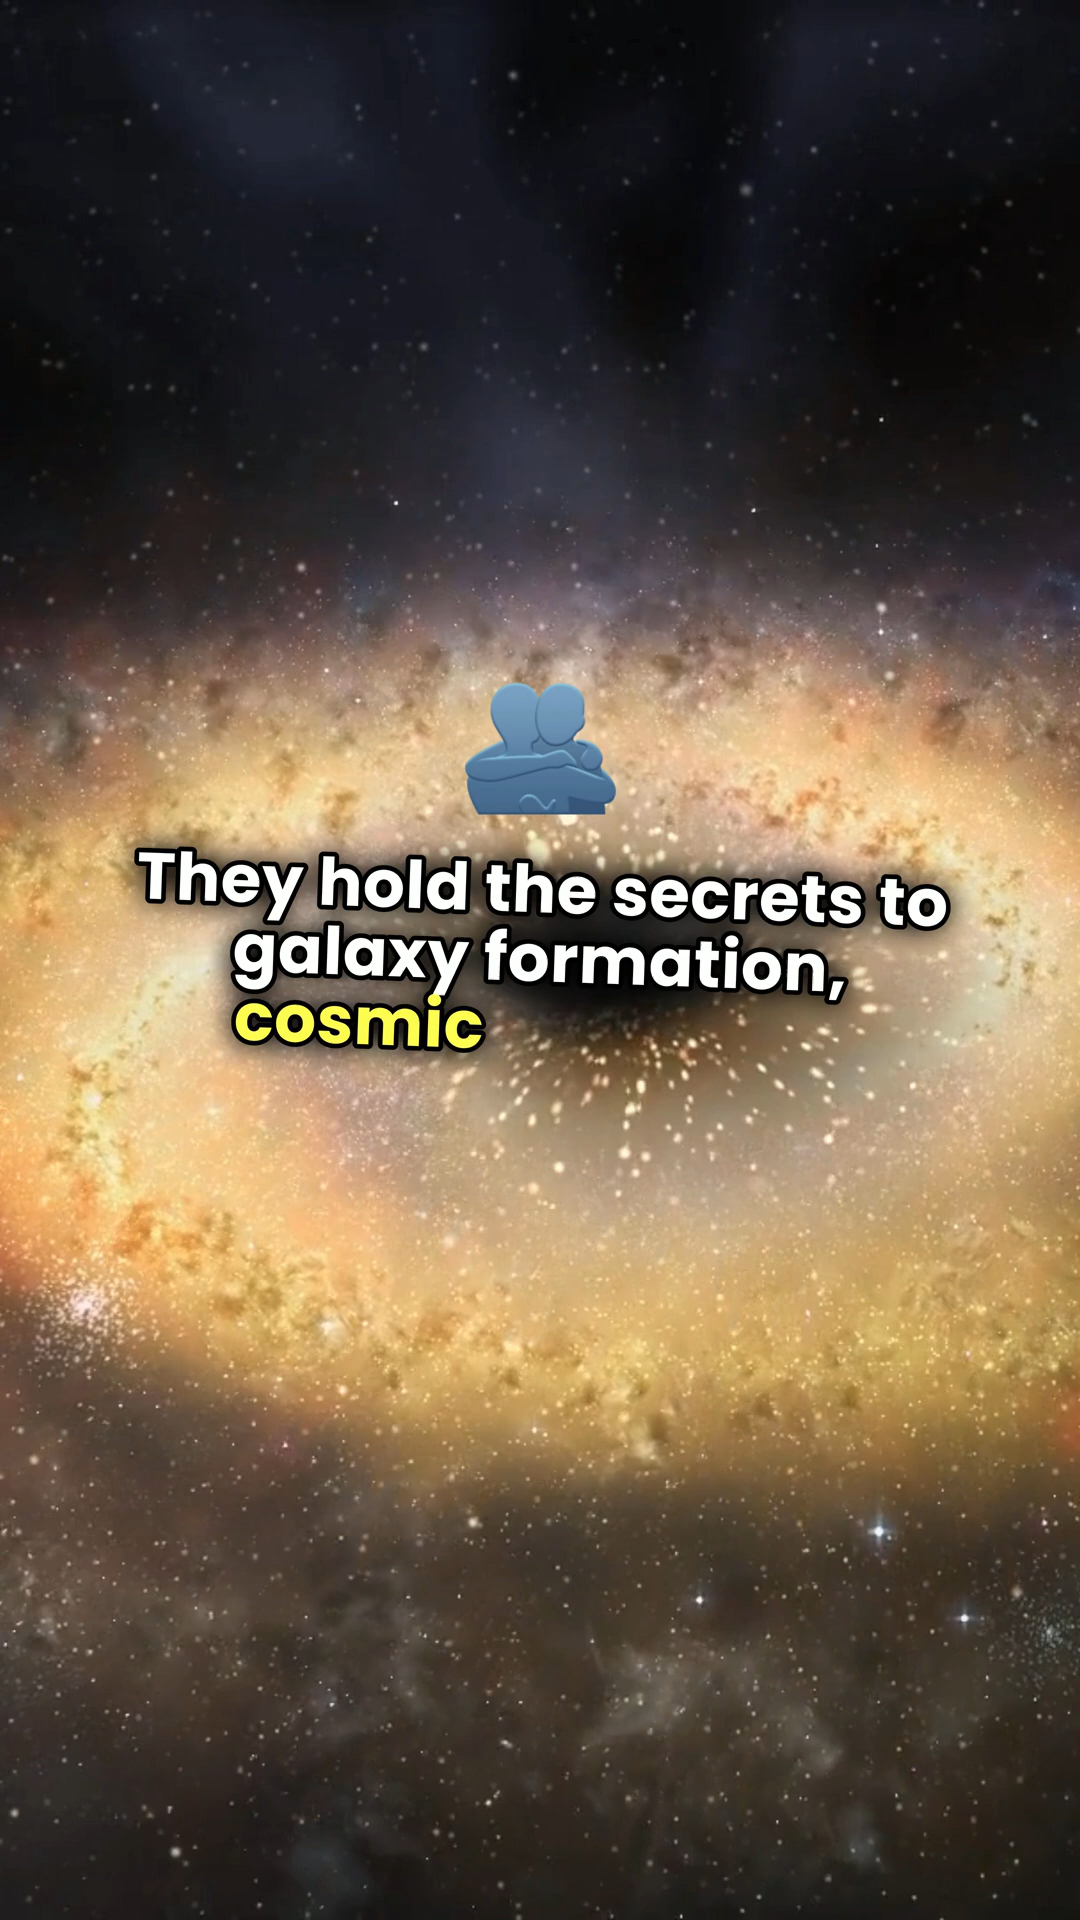 They hold the secrets to
galaxy formation,
cosmic